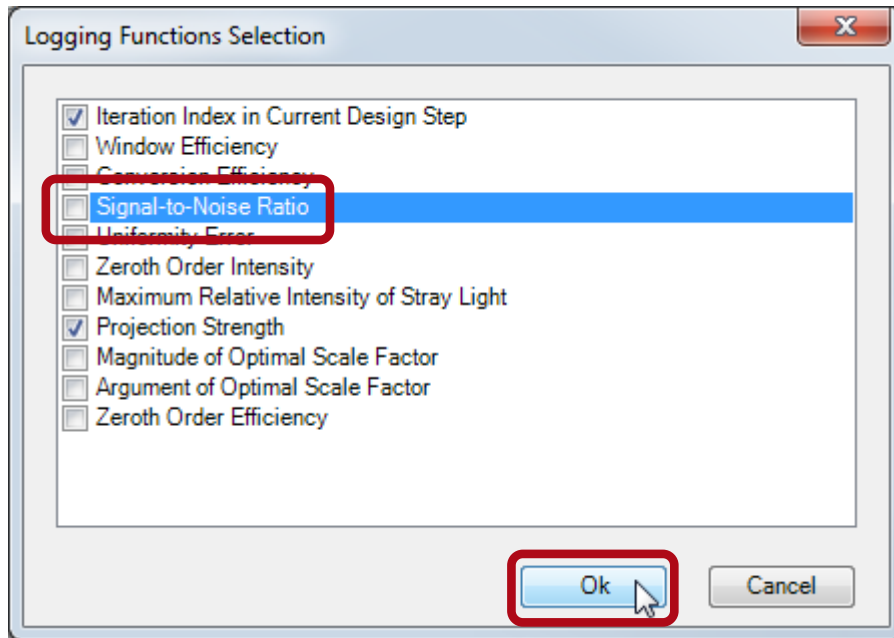 Logging Functions Selection
Iteration Index in Current Design Step
Window Efficiency
Conversion Efficiency
Signal-to-Noise Ratio
Uniformity Error
Zeroth Order Intensity
Maximum Relative Intensity of Stray Light
Projection Strength
Magnitude of Optimal Scale Factor
Argument of Optimal Scale Factor
Zeroth Order Efficiency
Ok
Cancel